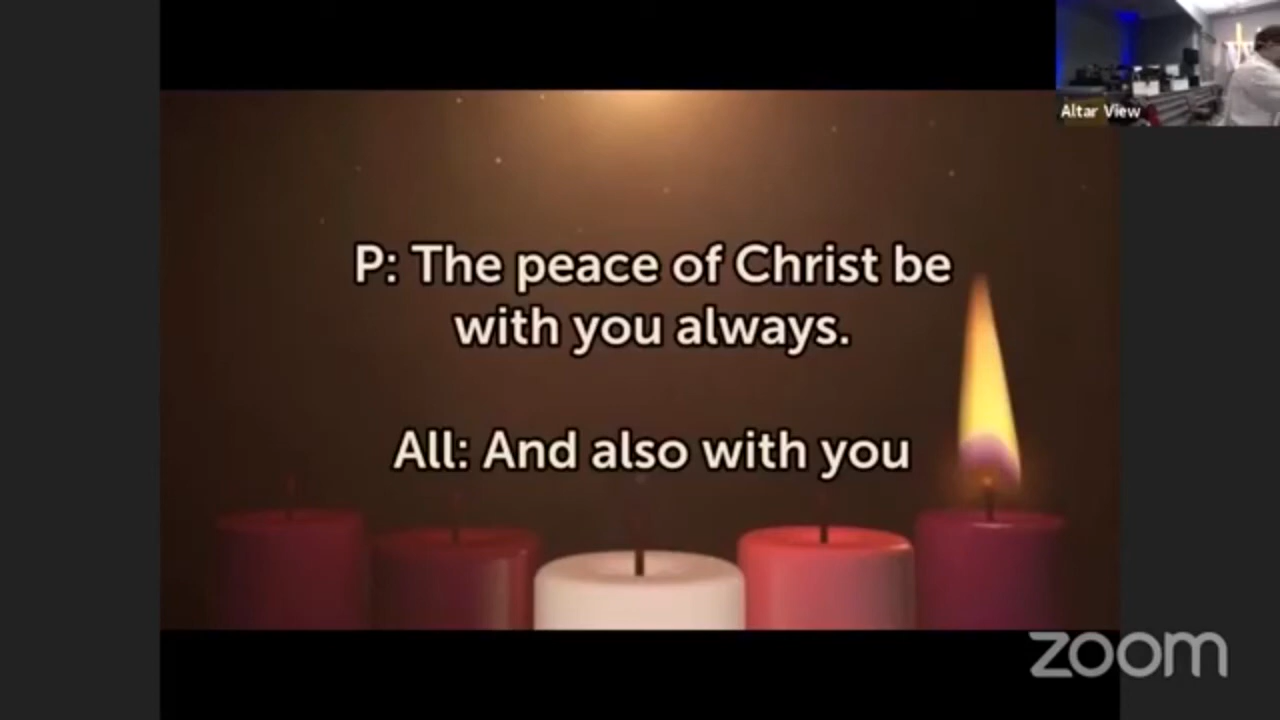 Altar View
P: The peace of Christ be
with you always.
All: And also with you
zoom